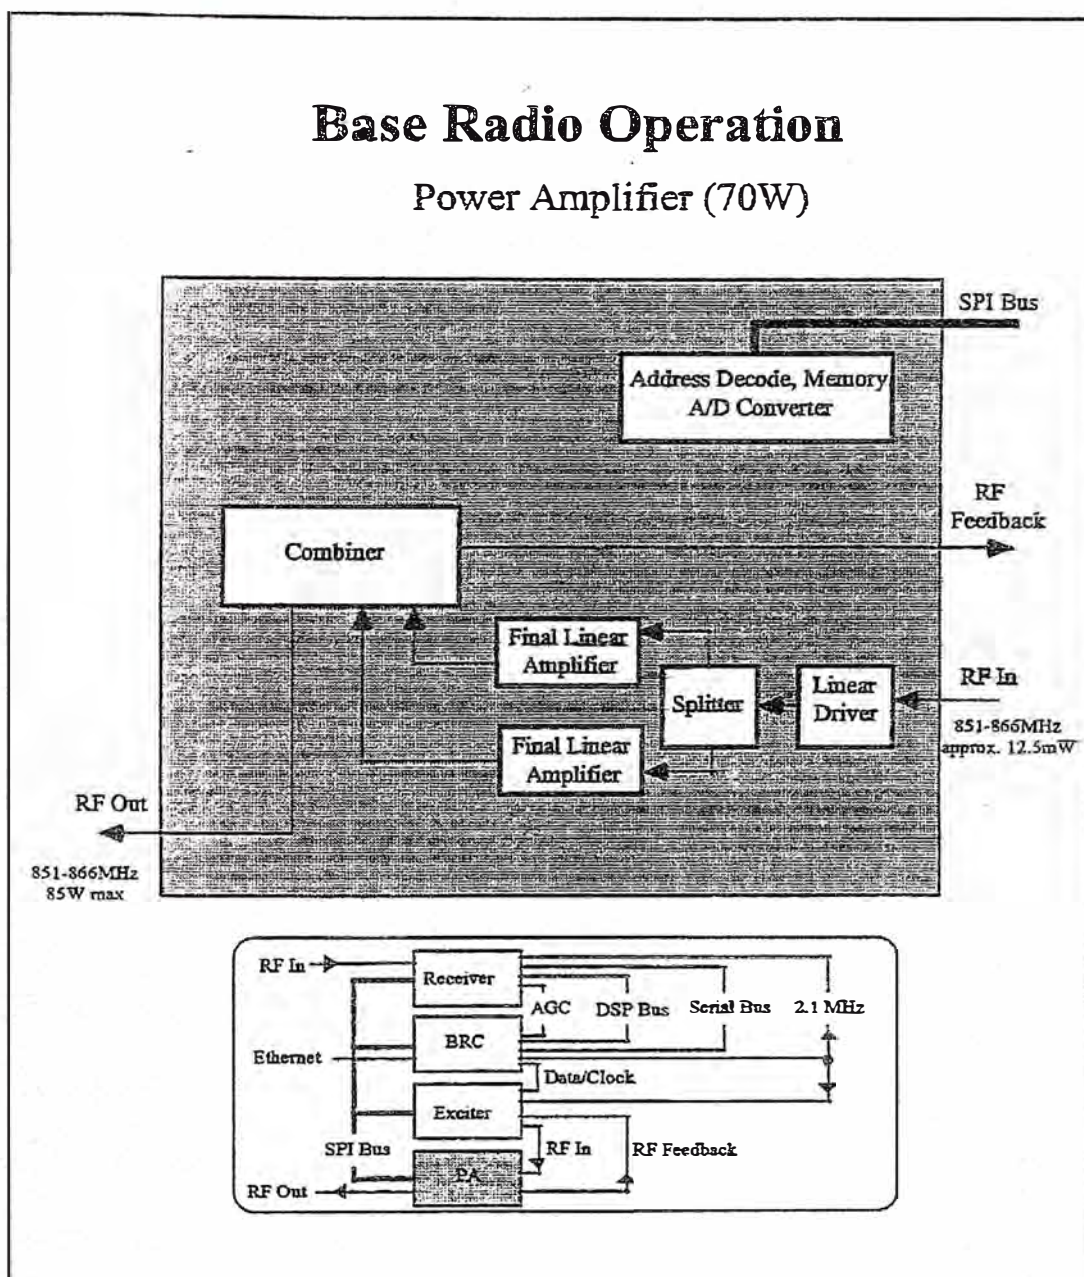 Base Radio Operation
Power Amplifier (70W)
SPI Bus
Address Decode, Memory
A/D Converter
RF
Feedback
Combiner
Final Linear
Amplifier
Splitter
Linear
Driver
RF In
851-866MHz
approx. 12.5mW
Final Linear
Amplifier
RF Out
851-866MHz
85W max
RF In
Receiver
AGC
DSP Bus
Serial Bus
2.1 MHz
BRC
Ethernet
Data/Clock
Exciter
SPI Bus
RF In
RF Feedback
PA
RF Out